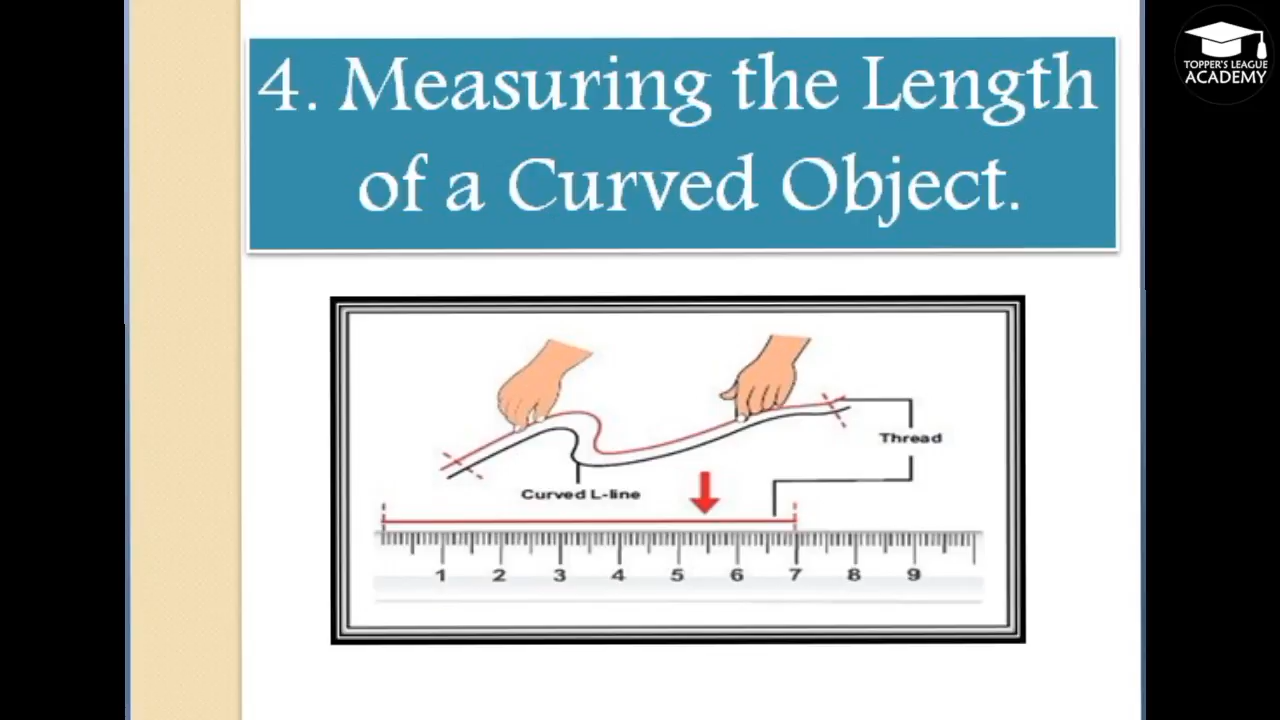 4. Measuring the Length
of a Curved Object.
TOPPER'S LEAGUE
ACADEMY
Thread
Curved L-line
1 2 3 4 5 6 7 8 9